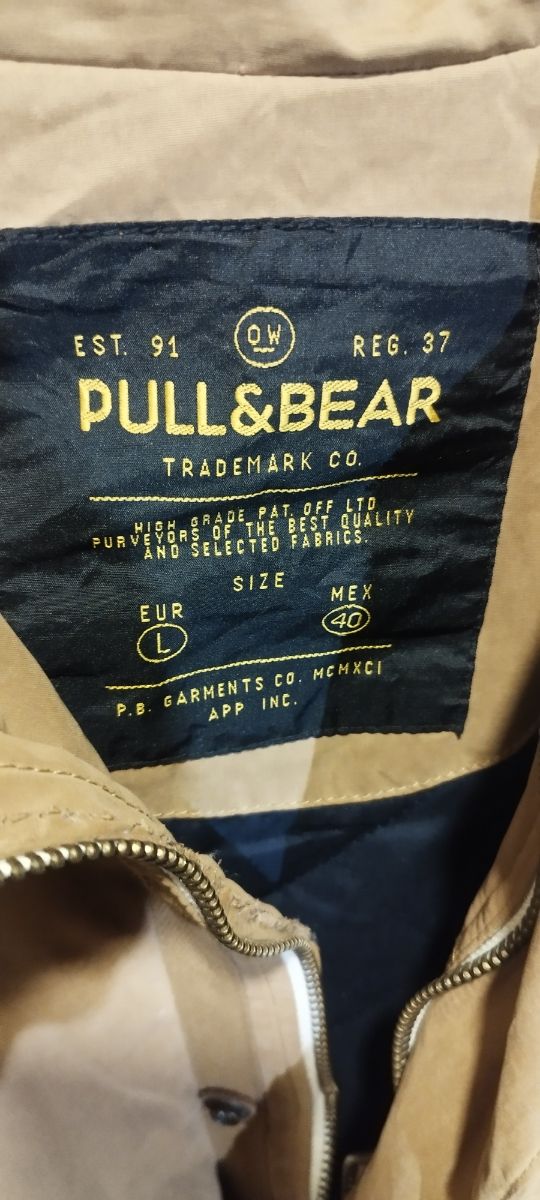 EST. 91 OW REG. 37
PULL&BEAR
TRADEMARK CO.
HIGH GRADE PAT. OFF LTD
PURVEYORS OF THE BEST QUALITY
AND SELECTED FABRICS.
SIZE
EUR MEX
L 40
P.B. GARMENTS CO. MCMXCI
APP INC.